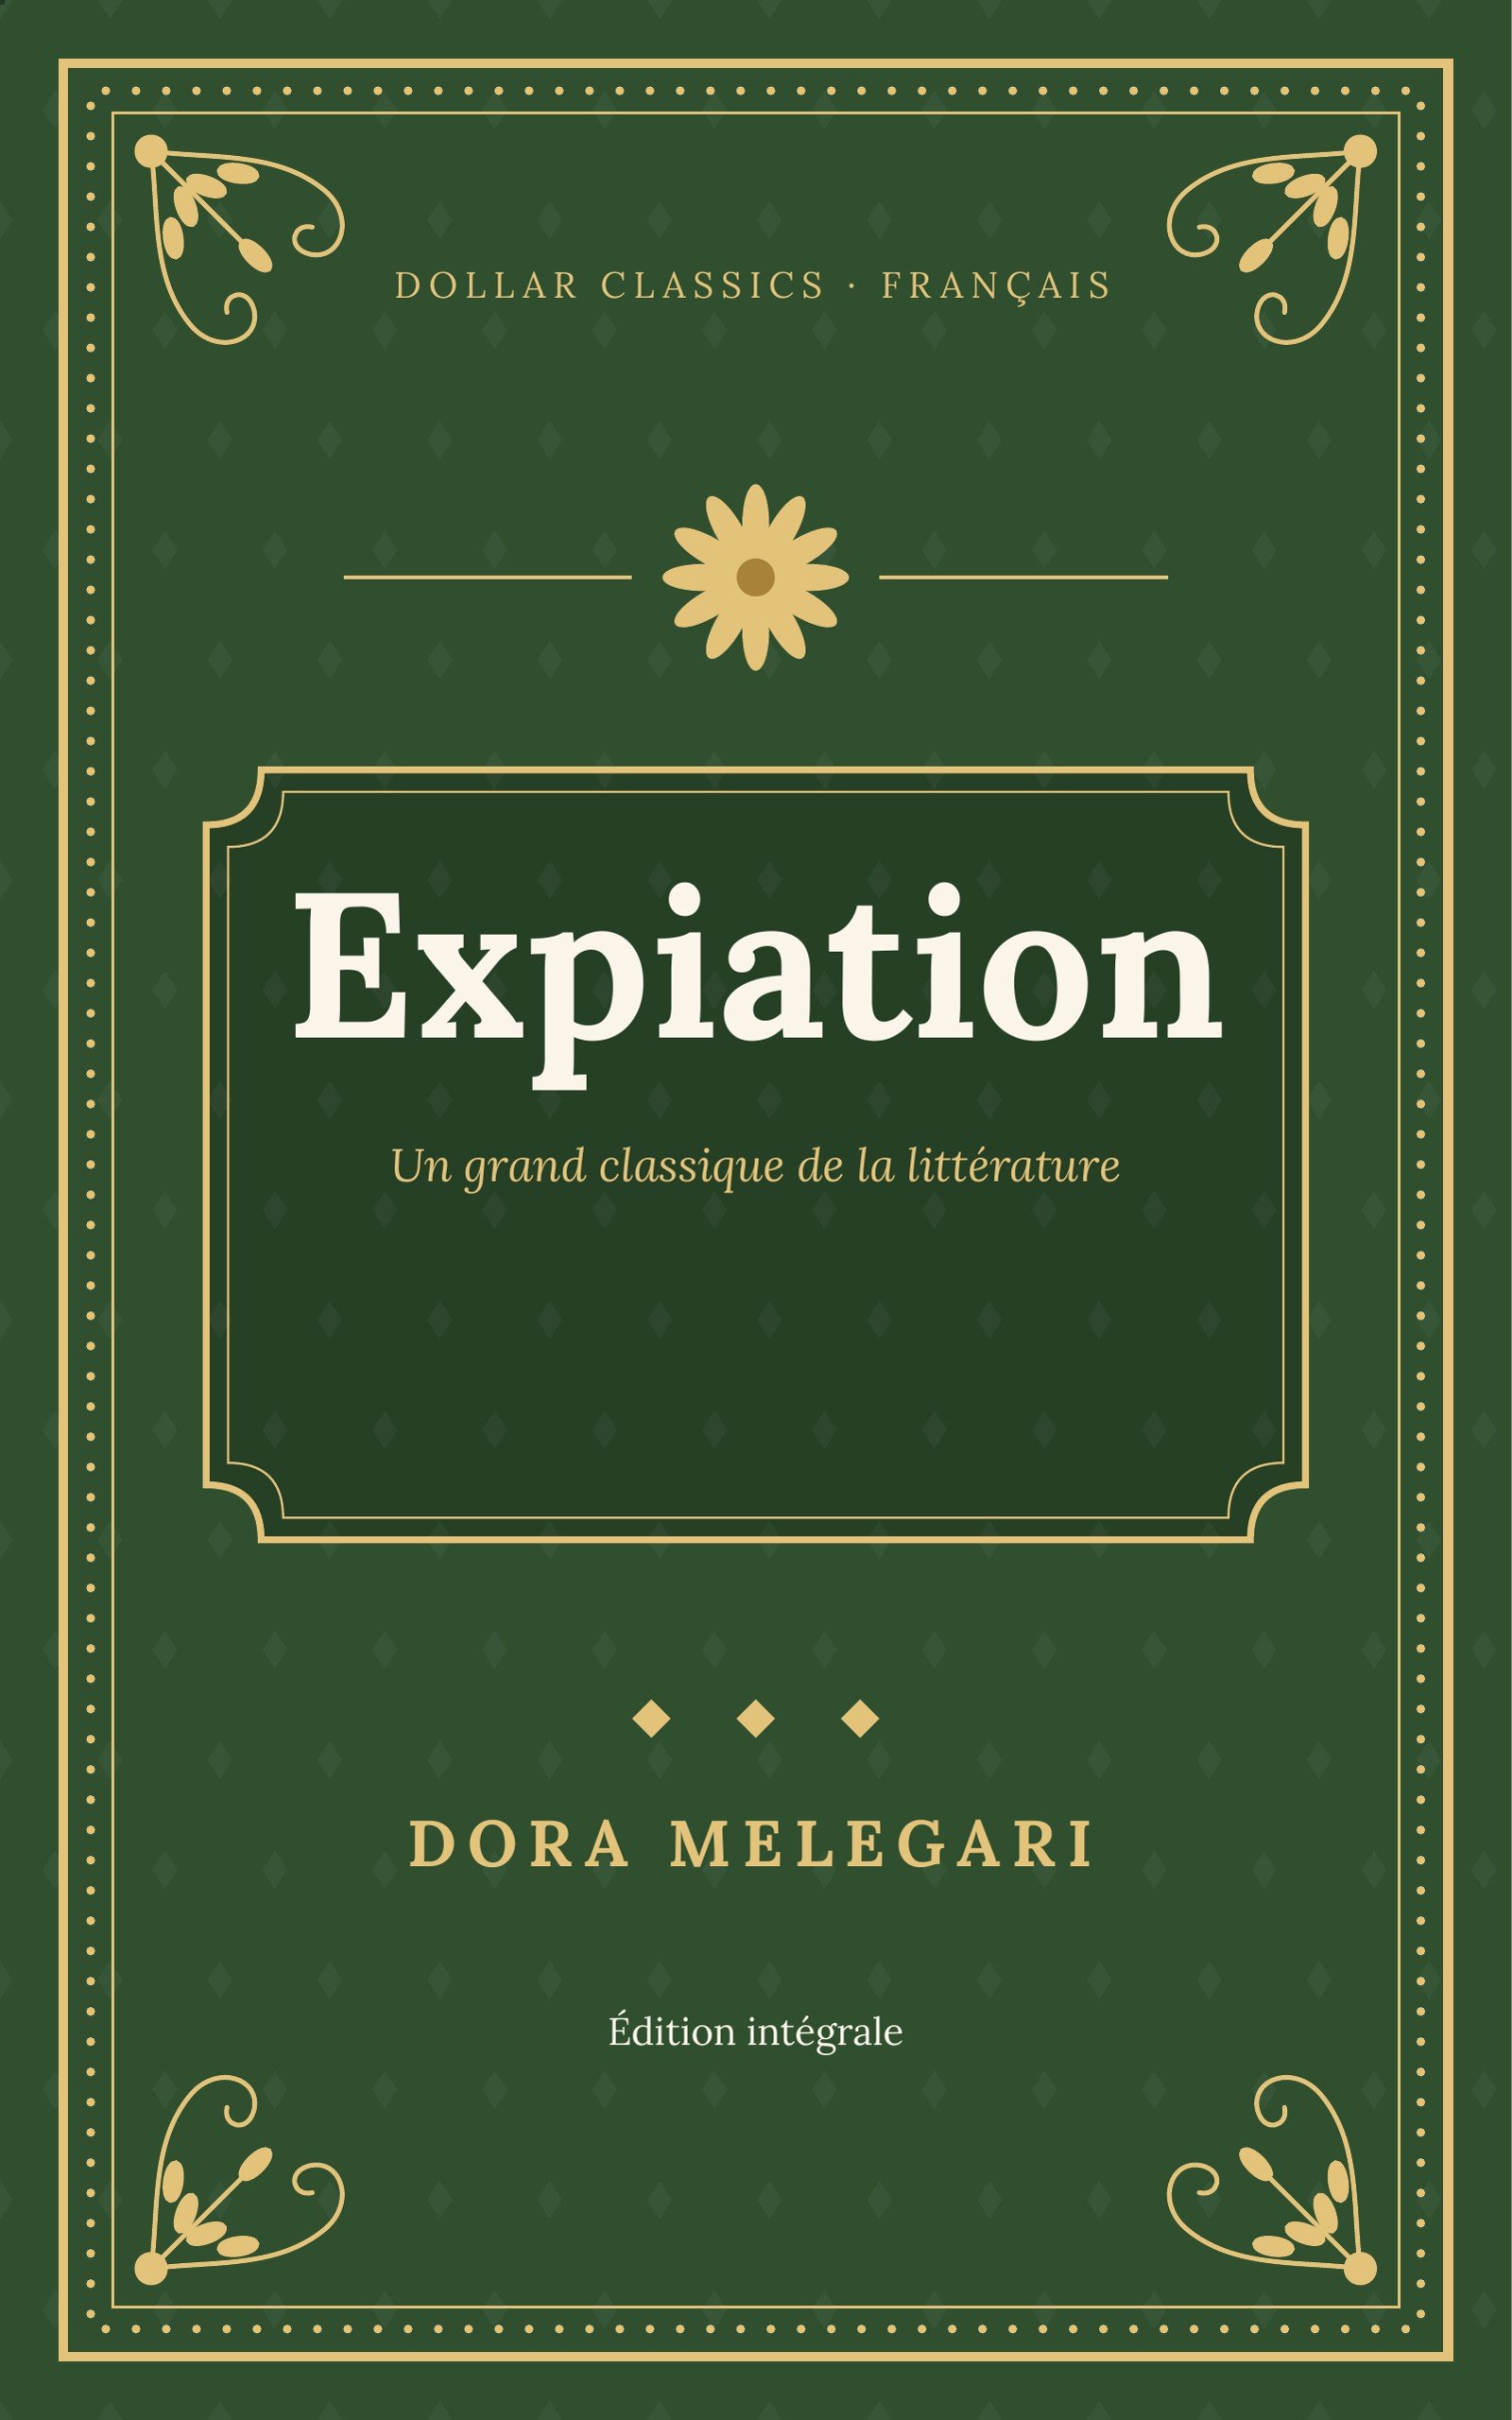 DOLLAR CLASSICS · FRANÇAIS
Expiation
Un grand classique de la littérature
DORA MELEGARI
Édition intégrale